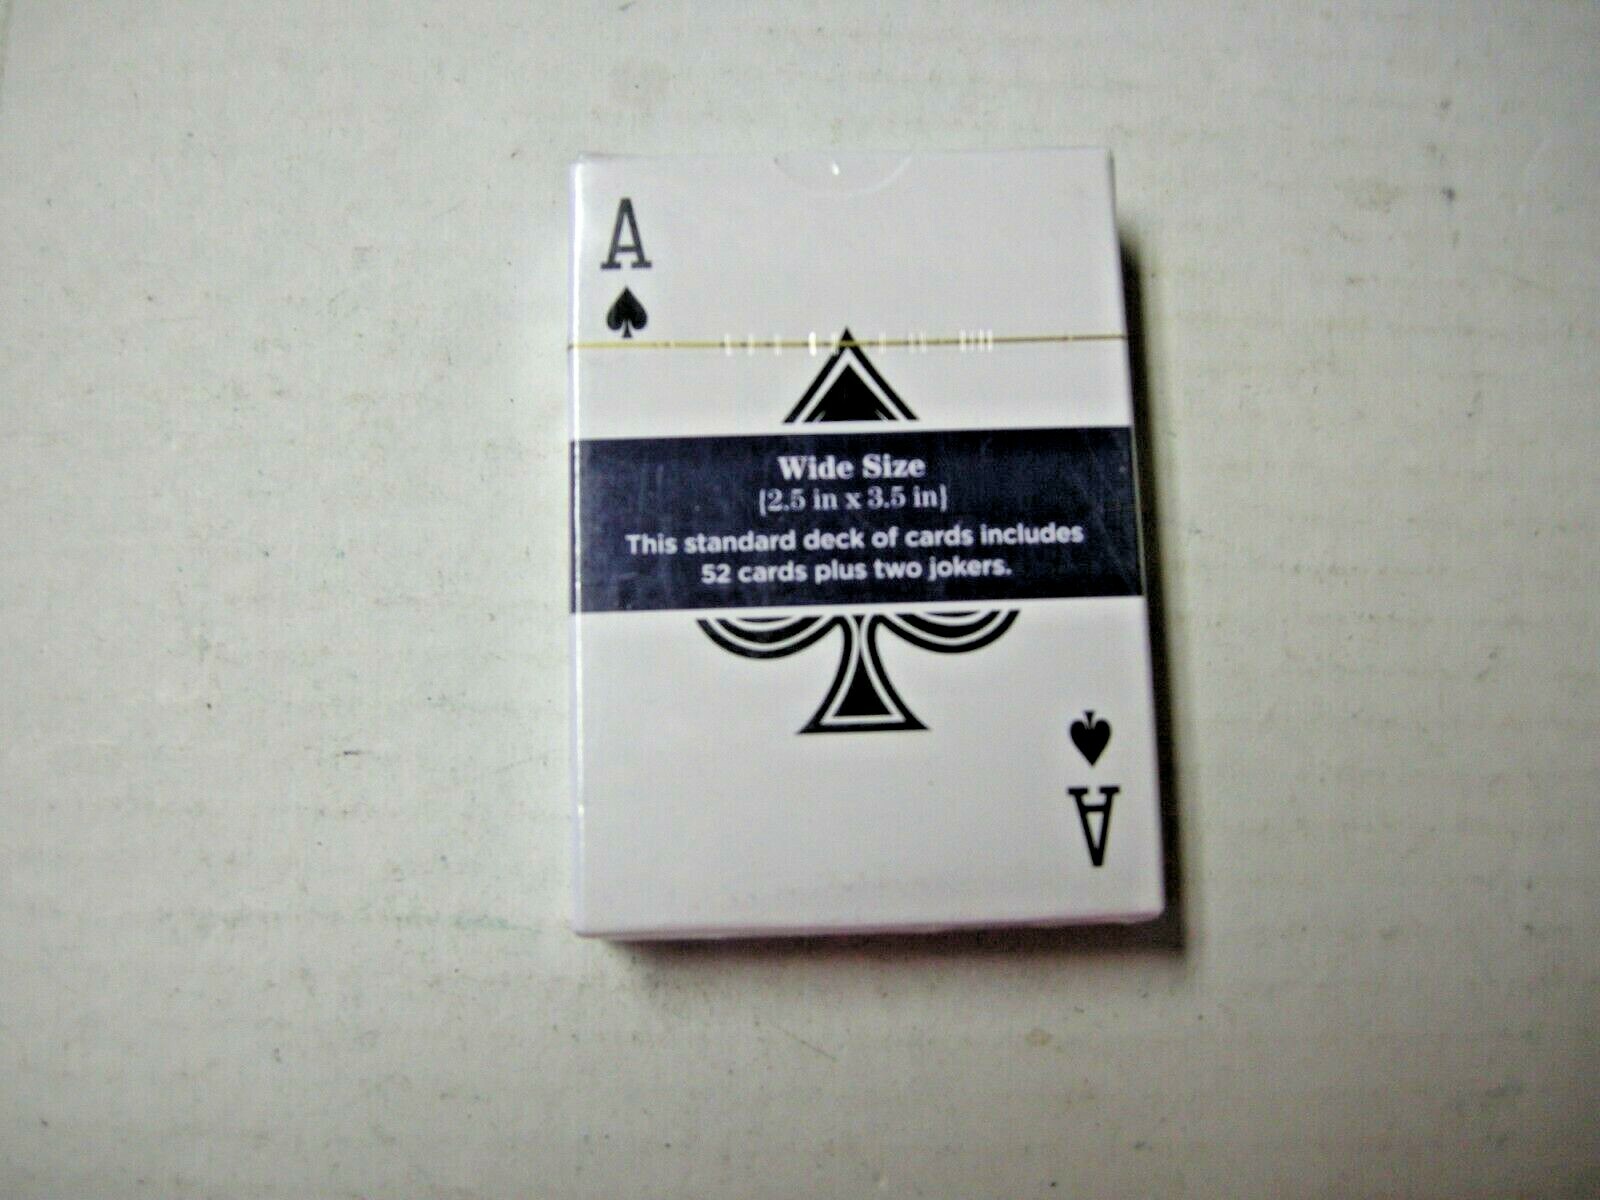 A
Wide Size
{2.5 in x 3.5 in}
This standard deck of cards includes
52 cards plus two jokers.
A